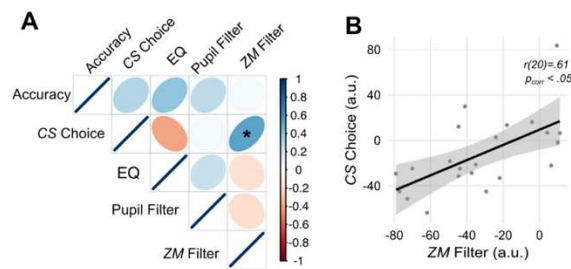 A
Accuracy
CS Choice
EQ
Pupil Filter
ZM Filter
Accuracy
CS Choice
EQ
Pupil Filter
ZM Filter
*
1
0.8
0.6
0.4
0.2
0
-0.2
-0.4
-0.6
-0.8
-1
B
r(20)=.61
pcorr < .05
CS Choice (a.u.)
80
40
0
-40
-80
-60
-40
-20
0
ZM Filter (a.u.)